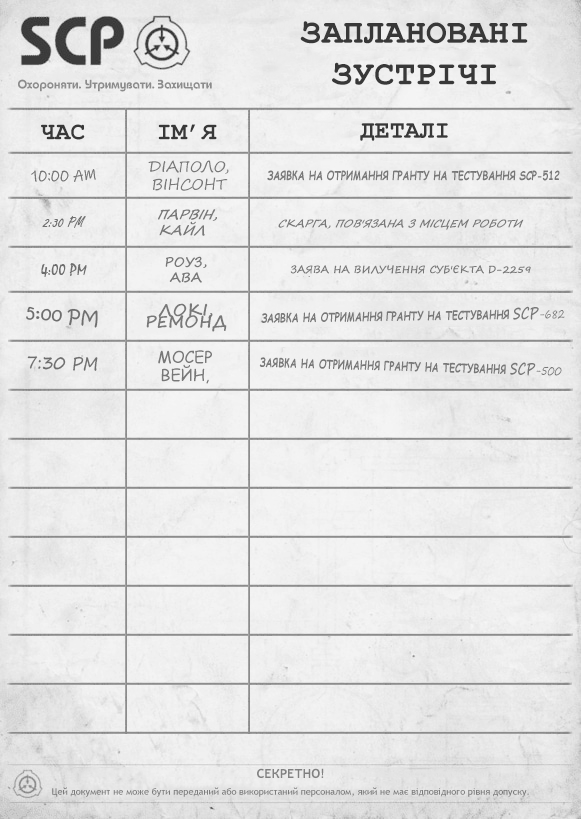 SCP
Охороняти. Утримувати. Захищати
ЗАПЛАНОВАНІ
ЗУСТРІЧІ
ЧАС ІМ’Я ДЕТАЛІ
10:00 AM ДІАПОЛО, ВІНСОНТ ЗАЯВКА НА ОТРИМАННЯ ГРАНТУ НА ТЕСТУВАННЯ SCP-512
2:30 PM ПАРВІН, КАЙЛ СКАРГА, ПОВ'ЯЗАНА З МІСЦЕМ РОБОТИ
4:00 PM РОУЗ, АВА ЗАЯВА НА ВИЛУЧЕННЯ СУБ'ЄКТА D-2259
5:00 PM ЛОКІ, РЕМОНД ЗАЯВКА НА ОТРИМАННЯ ГРАНТУ НА ТЕСТУВАННЯ SCP-682
7:30 PM МОСЕР ВЕЙН, ЗАЯВКА НА ОТРИМАННЯ ГРАНТУ НА ТЕСТУВАННЯ SCP-500
СЕКРЕТНО!
Цей документ не може бути переданий або використаний персоналом, який не має відповідного рівня допуску.